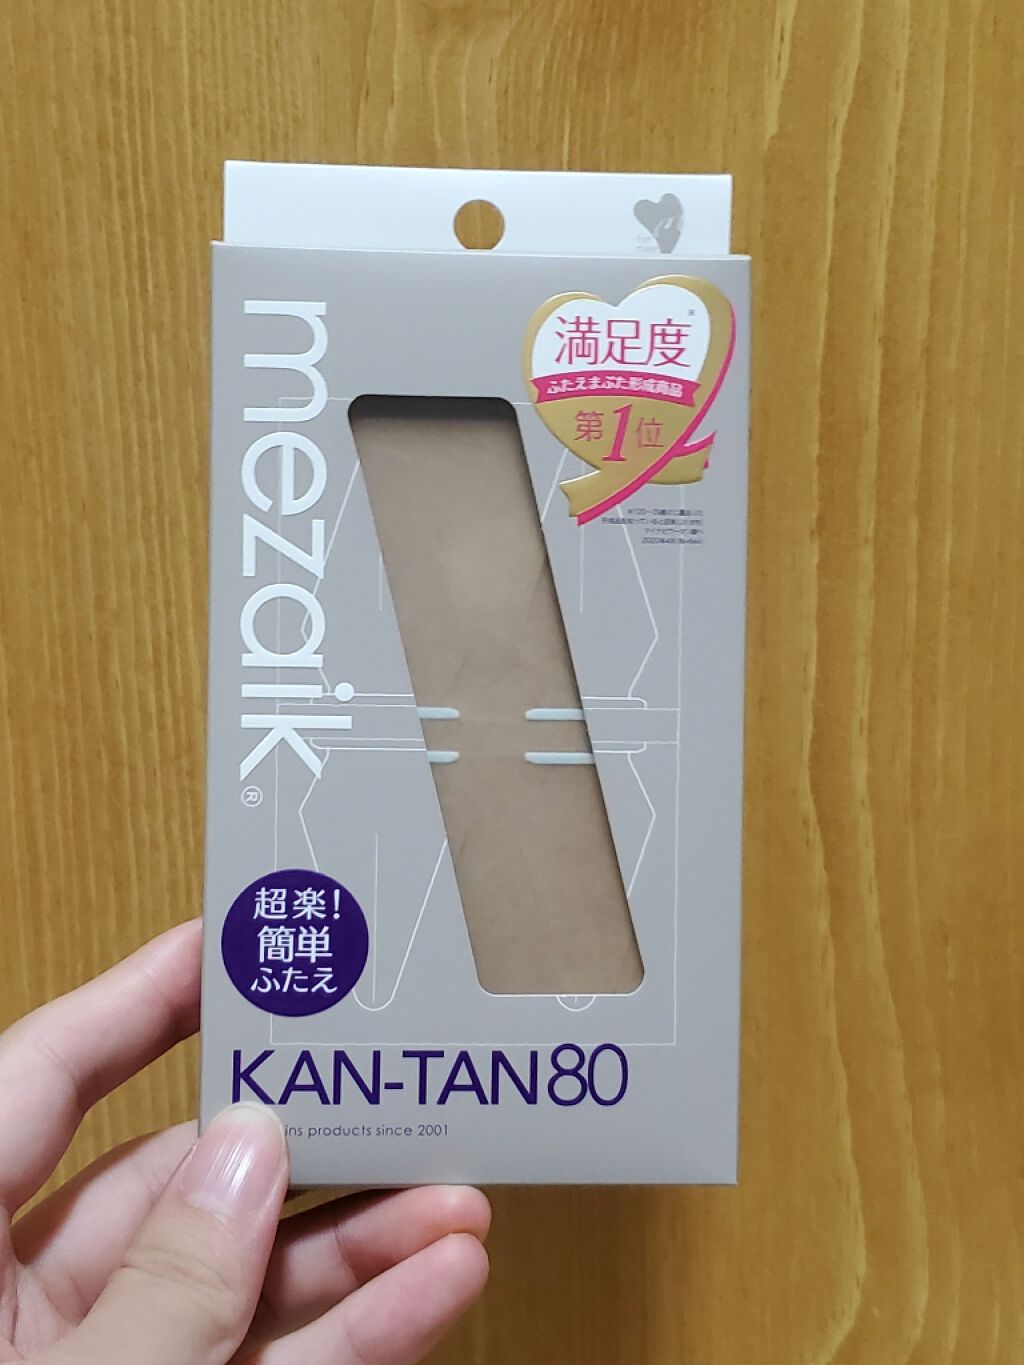 満足度※
ふたえまぶた形成商品
第1位
mezaik®
超楽!
簡単
ふたえ
KAN-TAN80
ins products since 2001